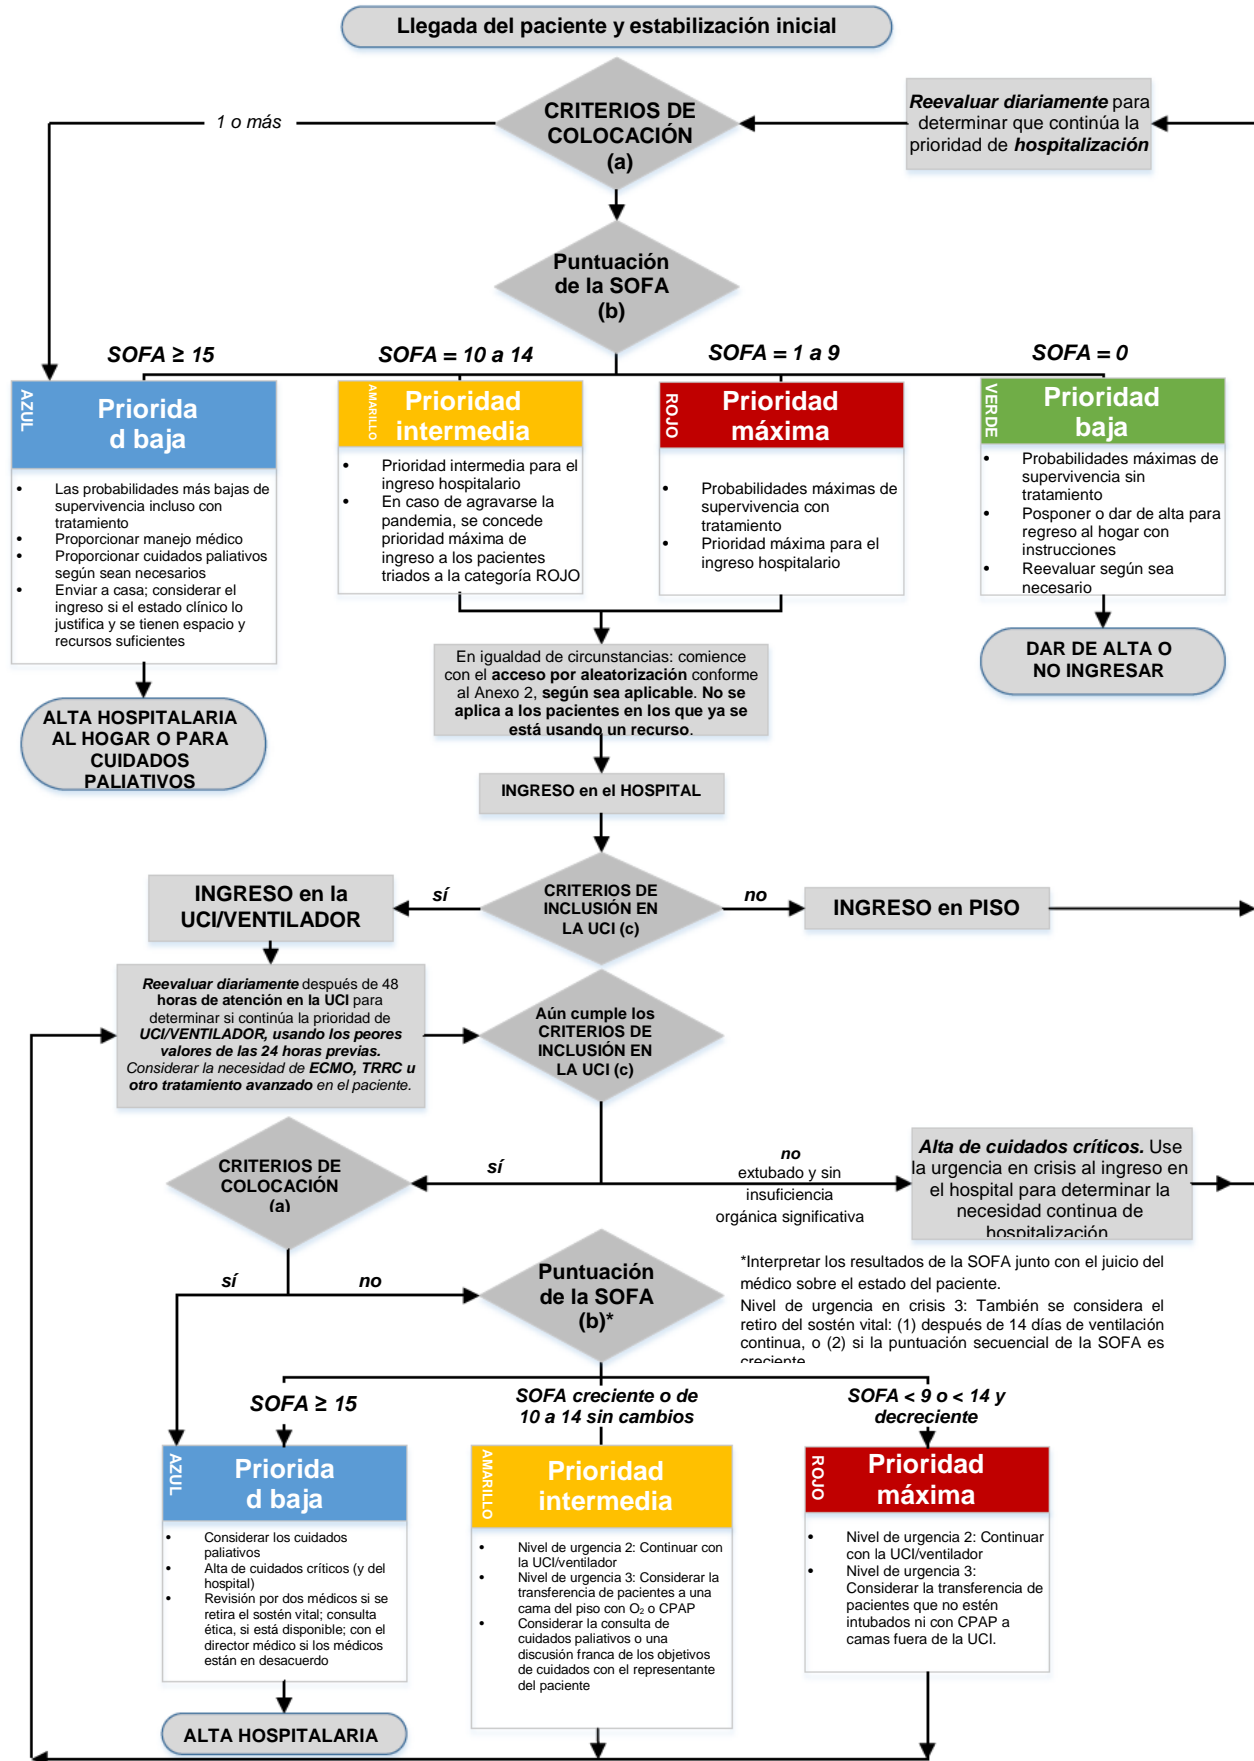 Llegada del paciente y estabilización inicial
CRITERIOS DE
COLOCACIÓN
(a)
1 o más
Reevaluar diariamente para
determinar que continúa la
prioridad de hospitalización
Puntuación
de la SOFA
(b)
SOFA ≥ 15
SOFA = 10 a 14
SOFA = 1 a 9
SOFA = 0
AZUL
Priorida
d baja
• Las probabilidades más bajas de
supervivencia incluso con
tratamiento
• Proporcionar manejo médico
• Proporcionar cuidados paliativos
según sean necesarios
• Enviar a casa; considerar el
ingreso si el estado clínico lo
justifica y se tienen espacio y
recursos suficientes
ALTA HOSPITALARIA
AL HOGAR O PARA
CUIDADOS
PALIATIVOS
AMARILLO
Prioridad
intermedia
• Prioridad intermedia para el
ingreso hospitalario
• En caso de agravarse la
pandemia, se concede
prioridad máxima de
ingreso a los pacientes
triados a la categoría ROJO
ROJO
Prioridad
máxima
• Probabilidades máximas de
supervivencia con
tratamiento
• Prioridad máxima para el
ingreso hospitalario
VERDE
Prioridad
baja
• Probabilidades máximas de
supervivencia sin
tratamiento
• Posponer o dar de alta para
regreso al hogar con
instrucciones
• Reevaluar según sea
necesario
DAR DE ALTA O
NO INGRESAR
En igualdad de circunstancias: comience
con el acceso por aleatorización conforme
al Anexo 2, según sea aplicable. No se
aplica a los pacientes en los que ya se
está usando un recurso.
INGRESO en el HOSPITAL
CRITERIOS DE
INCLUSIÓN EN
LA UCI (c)
sí
no
INGRESO en la
UCI/VENTILADOR
INGRESO en PISO
Reevaluar diariamente después de 48
horas de atención en la UCI para
determinar si continúa la prioridad de
UCI/VENTILADOR, usando los peores
valores de las 24 horas previas.
Considerar la necesidad de ECMO, TRRC u
otro tratamiento avanzado en el paciente.
Aún cumple los
CRITERIOS DE
INCLUSIÓN EN
LA UCI (c)
sí
no
extubado y sin
insuficiencia
orgánica significativa
Alta de cuidados críticos. Use
la urgencia en crisis al ingreso en
el hospital para determinar la
necesidad continua de
hospitalización
CRITERIOS DE
COLOCACIÓN
(a)
sí
no
Puntuación
de la SOFA
(b)*
*Interpretar los resultados de la SOFA junto con el juicio del
médico sobre el estado del paciente.
Nivel de urgencia en crisis 3: También se considera el
retiro del sostén vital: (1) después de 14 días de ventilación
continua, o (2) si la puntuación secuencial de la SOFA es
creciente
SOFA ≥ 15
SOFA creciente o de
10 a 14 sin cambios
SOFA < 9 o < 14 y
decreciente
AZUL
Priorida
d baja
• Considerar los cuidados
paliativos
• Alta de cuidados críticos (y del
hospital)
• Revisión por dos médicos si se
retira el sostén vital; consulta
ética, si está disponible; con el
director médico si los médicos
están en desacuerdo
ALTA HOSPITALARIA
AMARILLO
Prioridad
intermedia
• Nivel de urgencia 2: Continuar con
la UCI/ventilador
• Nivel de urgencia 3: Considerar la
transferencia de pacientes a una
cama del piso con O₂ o CPAP
• Considerar la consulta de
cuidados paliativos o una
discusión franca de los objetivos
de cuidados con el representante
del paciente
ROJO
Prioridad
máxima
• Nivel de urgencia 2: Continuar
con la UCI/ventilador
• Nivel de urgencia 3:
Considerar la transferencia de
pacientes que no estén
intubados ni con CPAP a
camas fuera de la UCI.